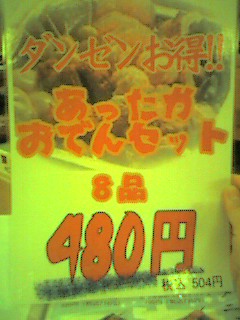 ダンゼンお得!!
あったか
おでんセット
8品
480円
税込 504円